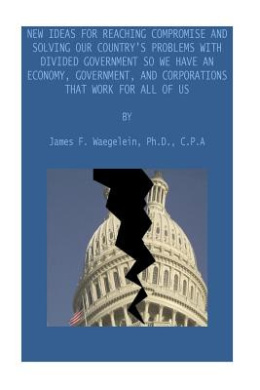 NEW IDEAS FOR REACHING COMPROMISE AND
SOLVING OUR COUNTRY'S PROBLEMS WITH
DIVIDED GOVERNMENT SO WE HAVE AN
ECONOMY, GOVERNMENT, AND CORPORATIONS
THAT WORK FOR ALL OF US
BY
James F. Waegelein, Ph.D., C.P.A